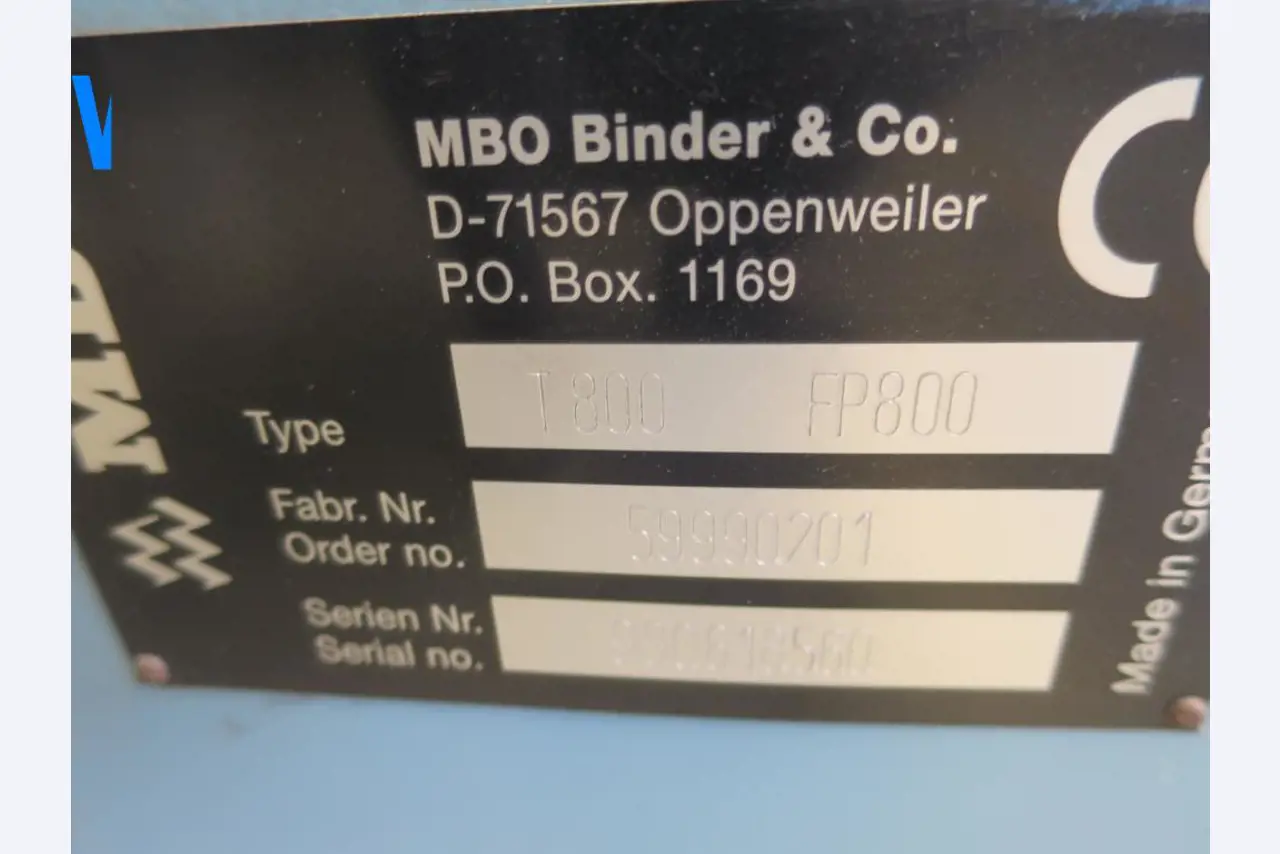 MBO Binder & Co.
D-71567 Oppenweiler
P.O. Box. 1169
Type T 800 FP800
Fabr. Nr.
Order no. 59990201
Serien Nr.
Serial no.
Made in Germ